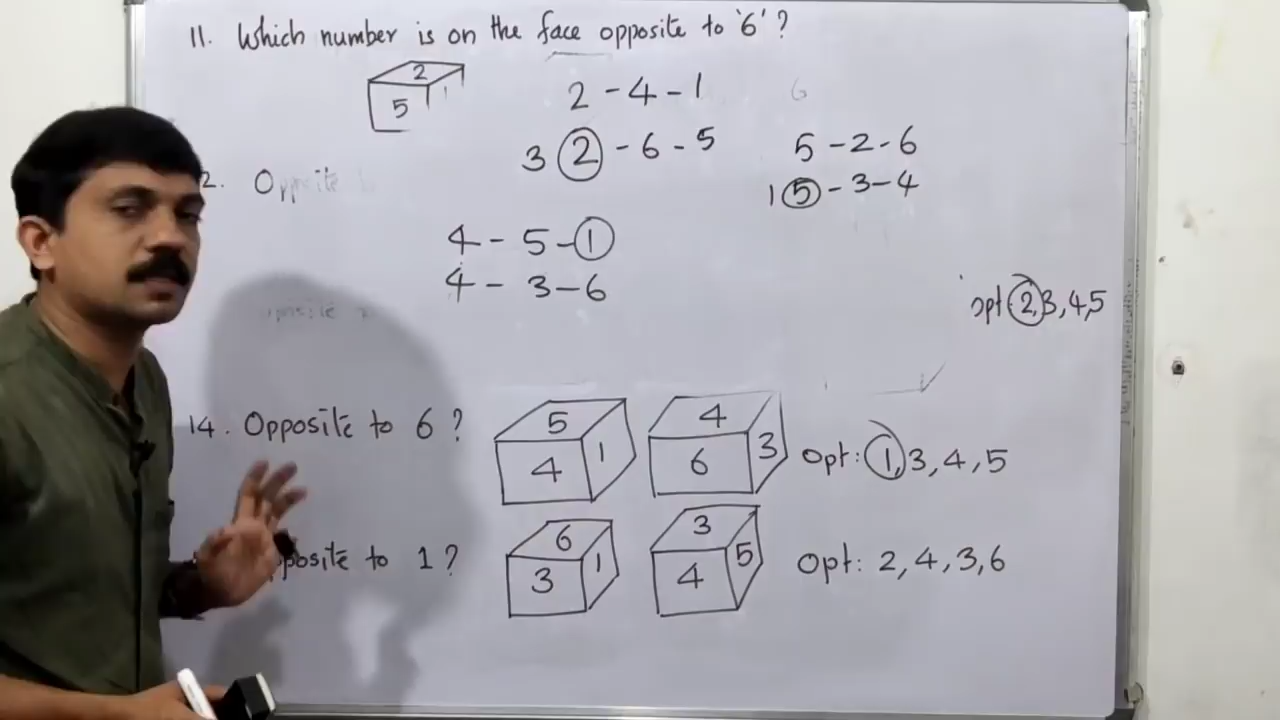 11. Which number is on the face opposite to '6' ?
2
5
2 - 4 - 1
6
3 2 - 6 - 5
5 - 2 - 6
2. Opposite
1 5 - 3 - 4
4 - 5 - 1
4 - 3 - 6
opt 2, 3, 4, 5
14. Opposite to 6 ?
5
4 1
4
6 3
Opt: 1, 3, 4, 5
posite to 1 ?
6
3 1
3
4 5
Opt: 2, 4, 3, 6